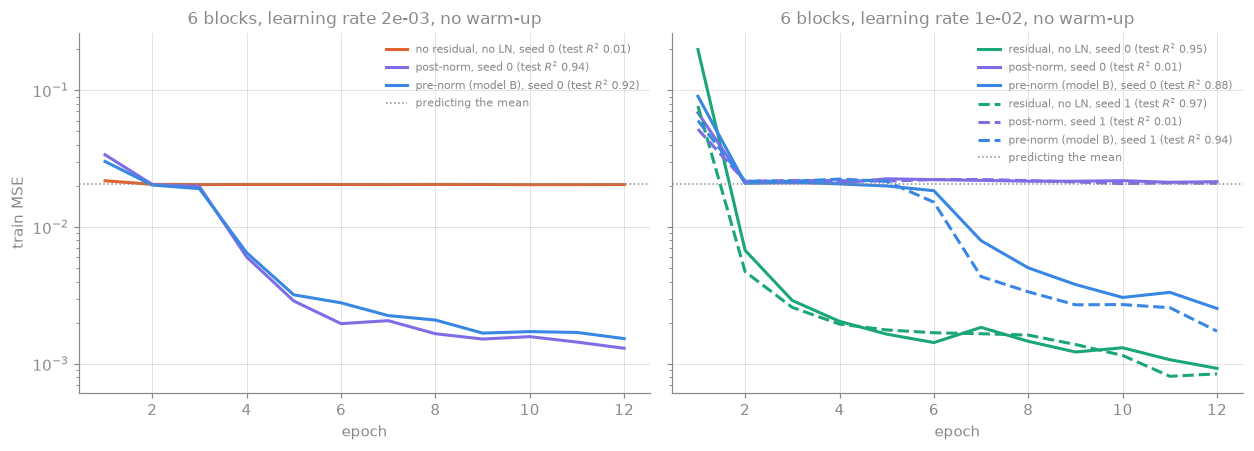 6 blocks, learning rate 2e-03, no warm-up
no residual, no LN, seed 0 (test R² 0.01)
post-norm, seed 0 (test R² 0.94)
pre-norm (model B), seed 0 (test R² 0.92)
predicting the mean
train MSE
10⁻¹
10⁻²
10⁻³
2
4
6
8
10
12
epoch
6 blocks, learning rate 1e-02, no warm-up
residual, no LN, seed 0 (test R² 0.95)
post-norm, seed 0 (test R² 0.01)
pre-norm (model B), seed 0 (test R² 0.88)
residual, no LN, seed 1 (test R² 0.97)
post-norm, seed 1 (test R² 0.01)
pre-norm (model B), seed 1 (test R² 0.94)
predicting the mean
2
4
6
8
10
12
epoch